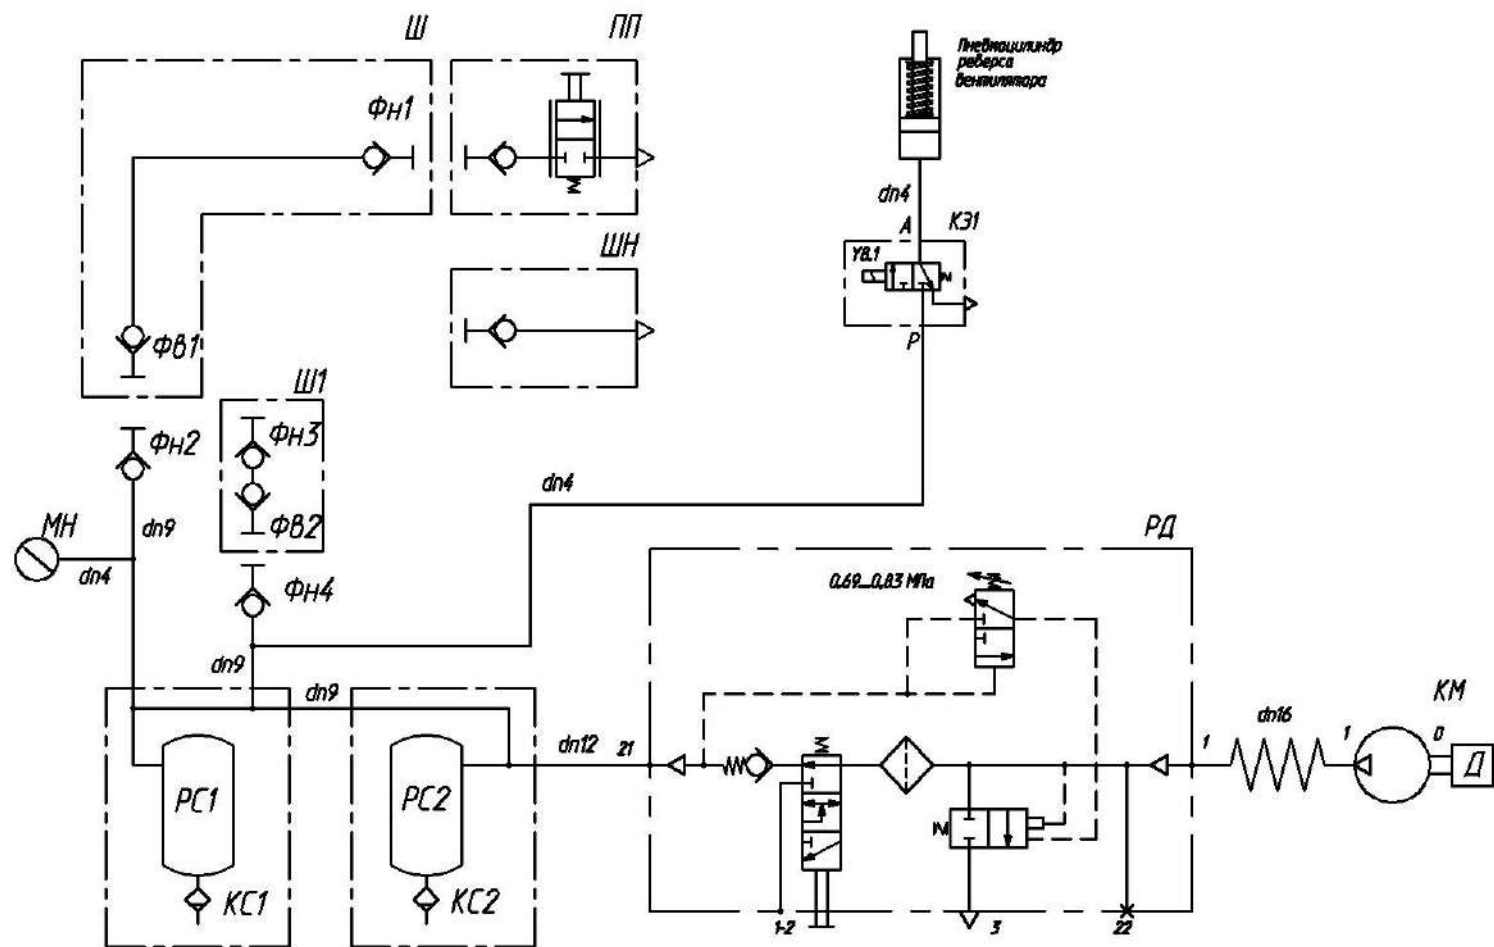 Ш
ПП
Пневмоцилиндр
реверса
вентилятора
Фн1
dn4
А
КЭ1
YB.1
ШН
Р
ФВ1
Ш1
Фн2
Фн3
ФВ2
dn9
МН
dn4
dn4
Фн4
РД
0.69...0,83 МПа
dn9
dn9
КМ
dn16
dn12
21
1
1
0
Д
РС1
РС2
КС1
КС2
1-2
3
22